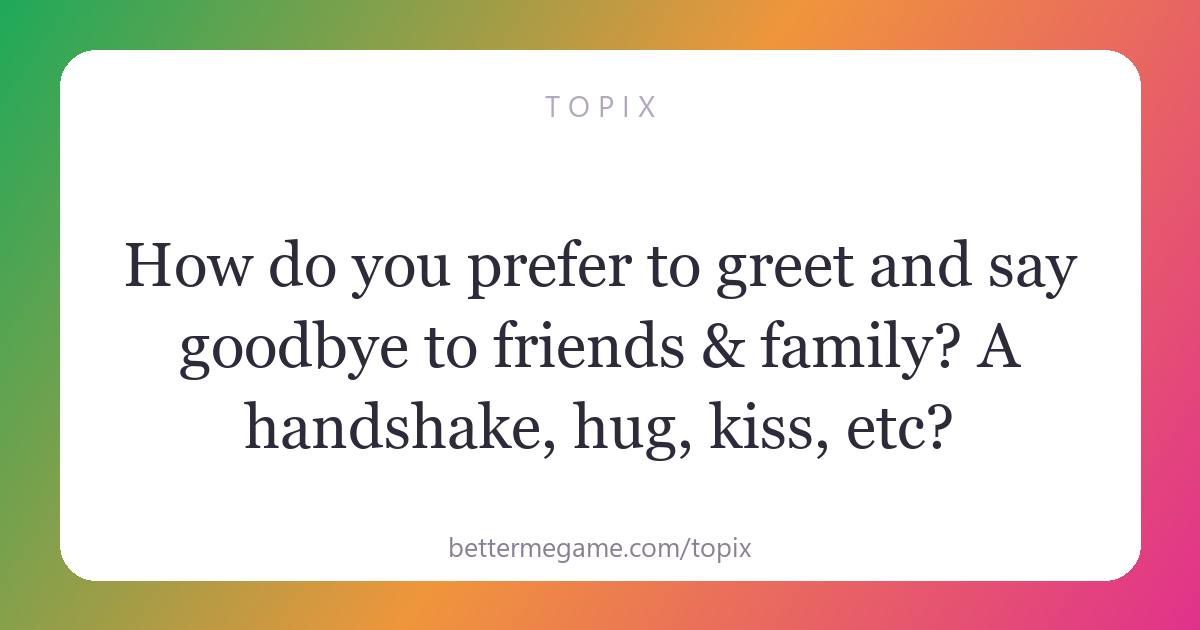 TOPIX
How do you prefer to greet and say
goodbye to friends & family? A
handshake, hug, kiss, etc?
bettermegame.com/topix